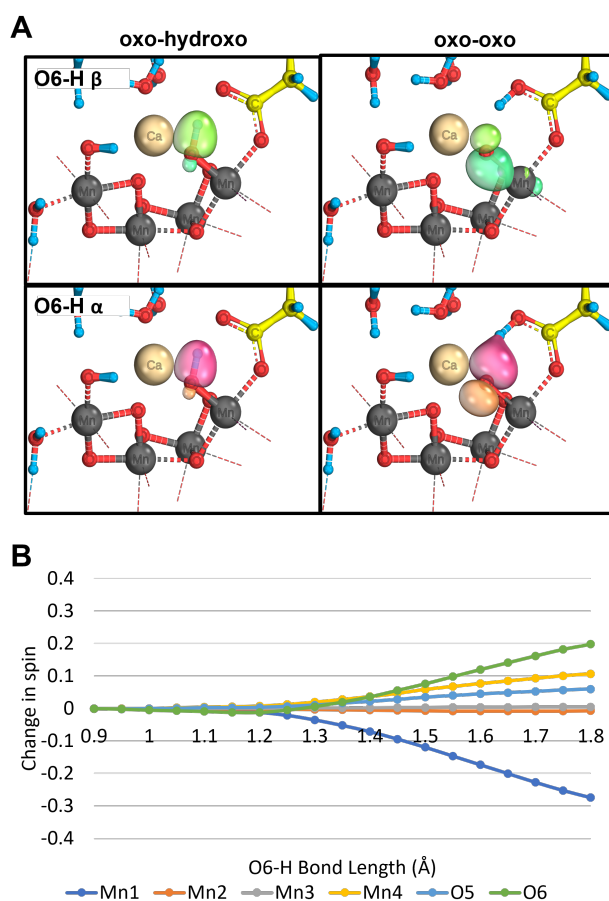 A
oxo-hydroxo
oxo-oxo
O6-H β
Ca
C
Mn
Mn
Mn
Mn
Ca
C
Mn
Mn
Mn
Mn
O6-H α
Ca
C
Mn
Mn
Mn
Mn
Ca
C
Mn
Mn
Mn
Mn
B
Change in spin
0.4
0.3
0.2
0.1
0
-0.1
-0.2
-0.3
-0.4
0.9 1 1.1 1.2 1.3 1.4 1.5 1.6 1.7 1.8
O6-H Bond Length (Å)
Mn1 Mn2 Mn3 Mn4 O5 O6